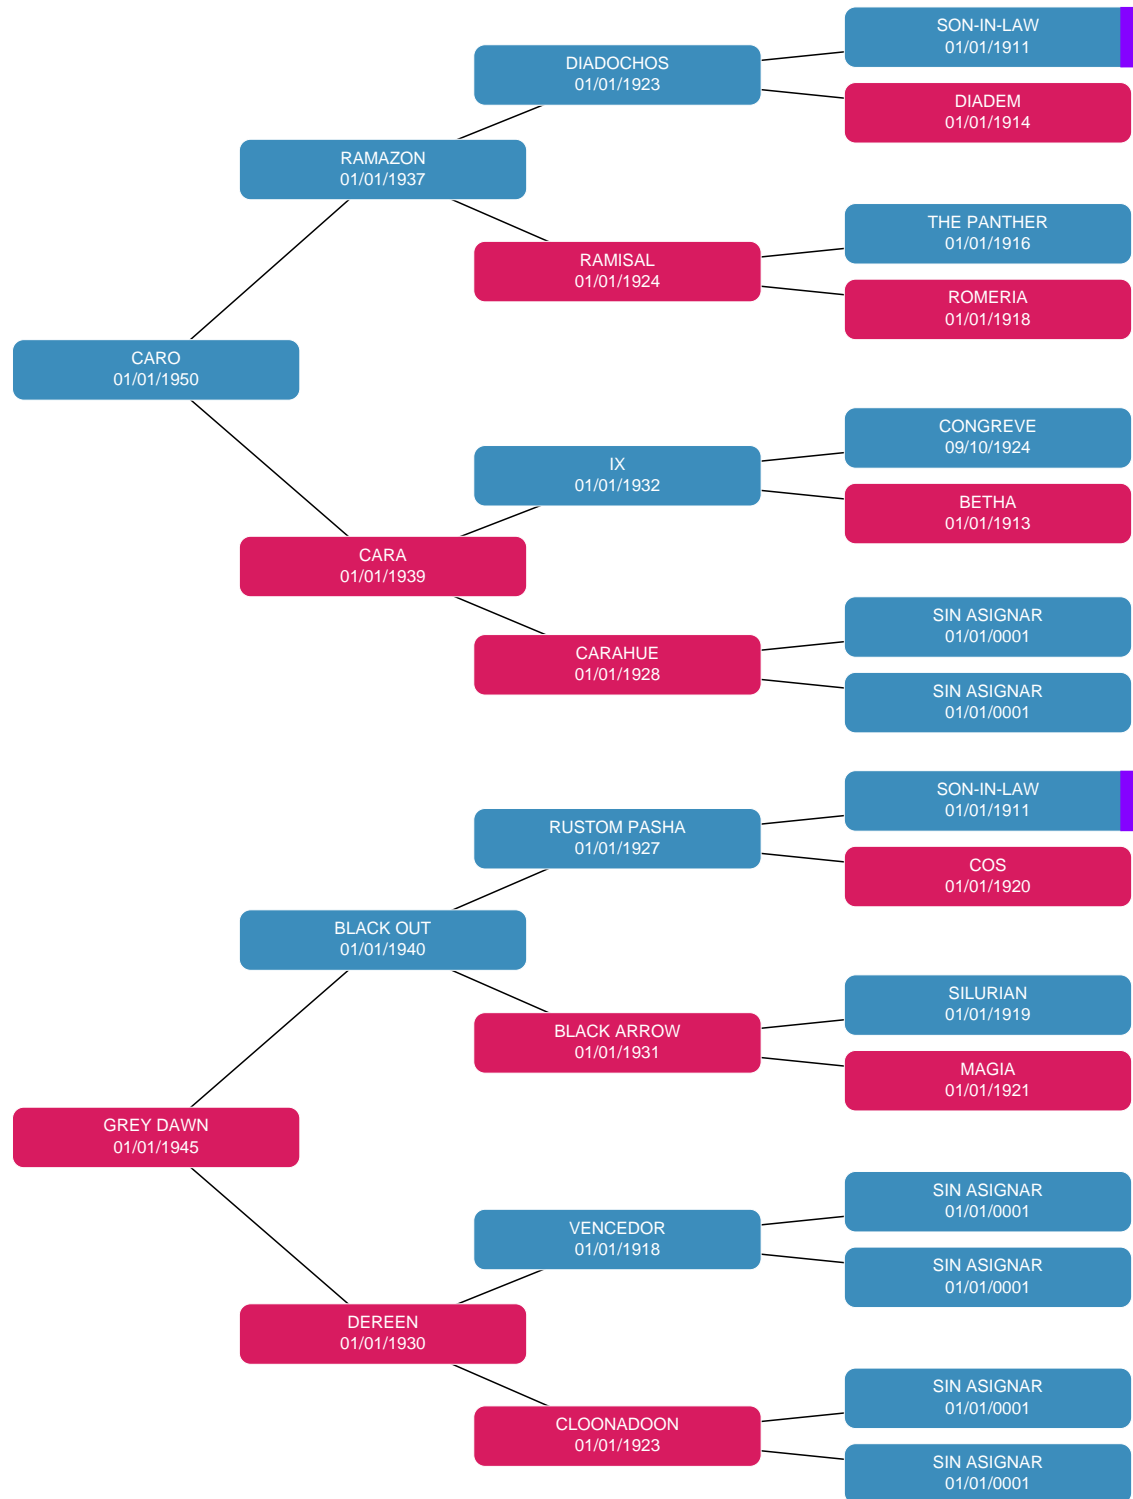 SON-IN-LAW
01/01/1911
DIADOCHOS
01/01/1923
DIADEM
01/01/1914
RAMAZON
01/01/1937
THE PANTHER
01/01/1916
RAMISAL
01/01/1924
ROMERIA
01/01/1918
CARO
01/01/1950
CONGREVE
09/10/1924
IX
01/01/1932
BETHA
01/01/1913
CARA
01/01/1939
SIN ASIGNAR
01/01/0001
CARAHUE
01/01/1928
SIN ASIGNAR
01/01/0001
SON-IN-LAW
01/01/1911
RUSTOM PASHA
01/01/1927
COS
01/01/1920
BLACK OUT
01/01/1940
SILURIAN
01/01/1919
BLACK ARROW
01/01/1931
MAGIA
01/01/1921
GREY DAWN
01/01/1945
SIN ASIGNAR
01/01/0001
VENCEDOR
01/01/1918
SIN ASIGNAR
01/01/0001
DEREEN
01/01/1930
SIN ASIGNAR
01/01/0001
CLOONADOON
01/01/1923
SIN ASIGNAR
01/01/0001